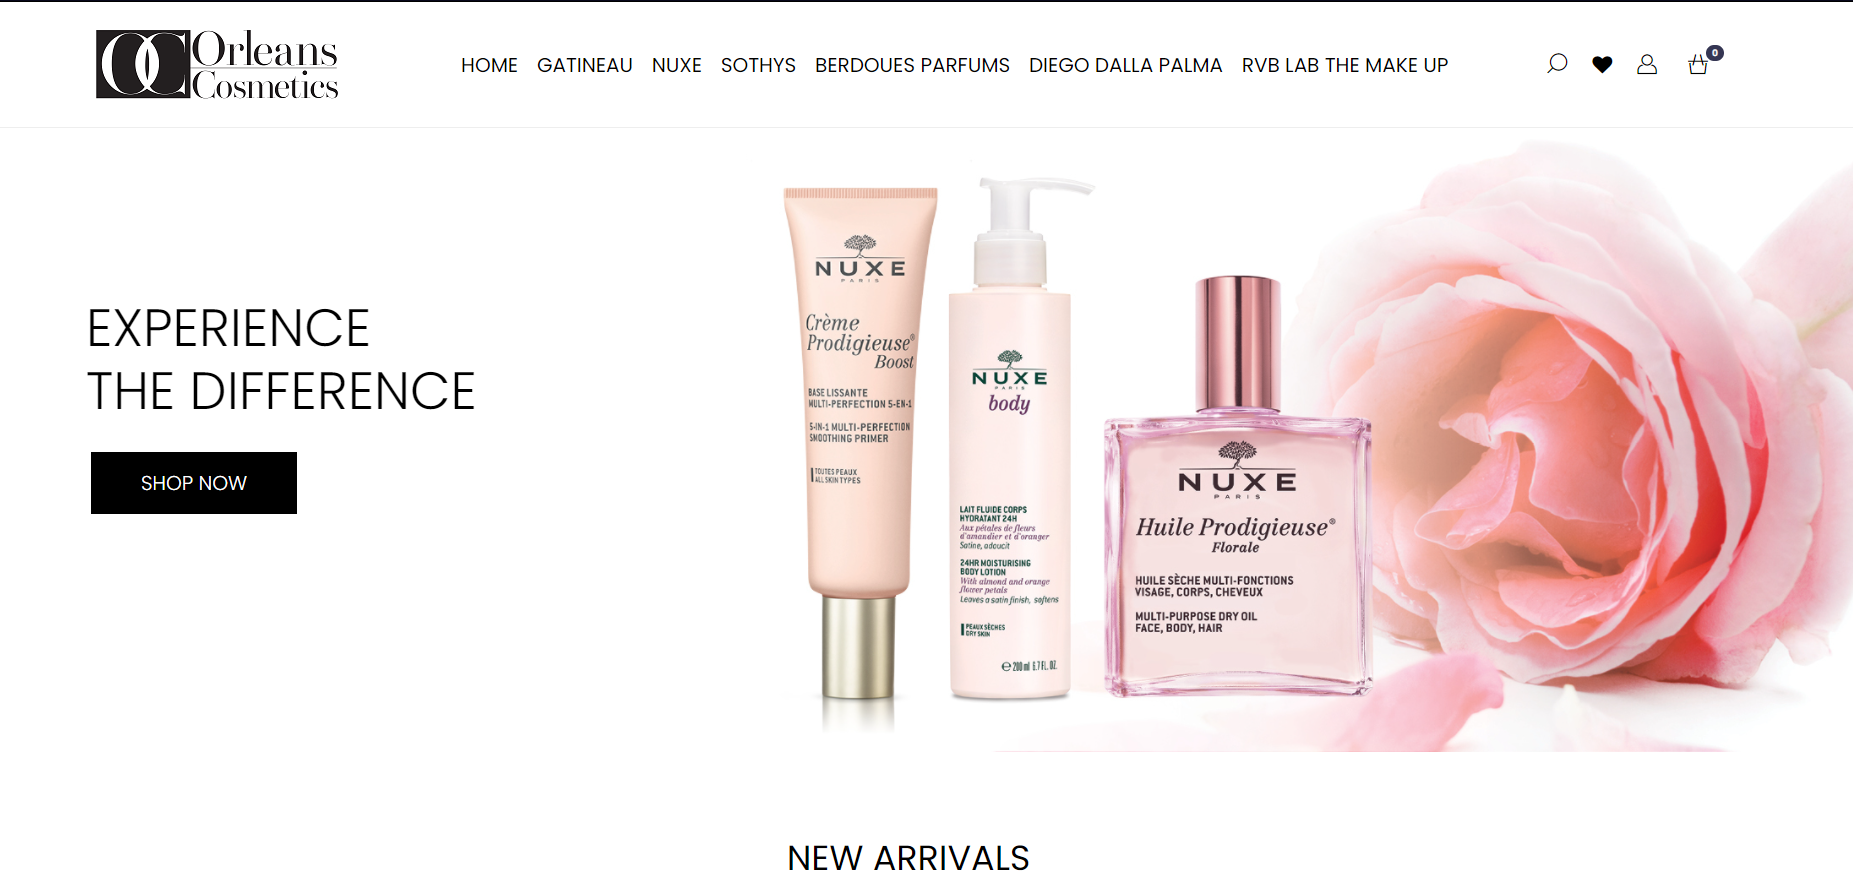 OC Orleans
Cosmetics
HOME GATINEAU NUXE SOTHYS BERDOUES PARFUMS DIEGO DALLA PALMA RVB LAB THE MAKE UP
0
EXPERIENCE
THE DIFFERENCE
SHOP NOW
NUXE
PARIS
Crème
Prodigieuse®
Boost
BASE LISSANTE
MULTI-PERFECTION 5-EN-1
5-IN-1 MULTI-PERFECTION
SMOOTHING PRIMER
TOUTES PEAUX
ALL SKIN TYPES
NUXE
PARIS
body
LAIT FLUIDE CORPS
HYDRATANT 24H
Aux pétales de fleurs
d'amandier et d'oranger
Satine, adoucit
24HR MOISTURISING
BODY LOTION
With almond and orange
flower petals
Leaves a satin finish, softens
PEAUX SÈCHES
DRY SKIN
℮ 200 ml 6.7 FL. OZ.
NUXE
PARIS
Huile Prodigieuse®
Florale
HUILE SÈCHE MULTI-FONCTIONS
VISAGE, CORPS, CHEVEUX
MULTI-PURPOSE DRY OIL
FACE, BODY, HAIR
NEW ARRIVALS